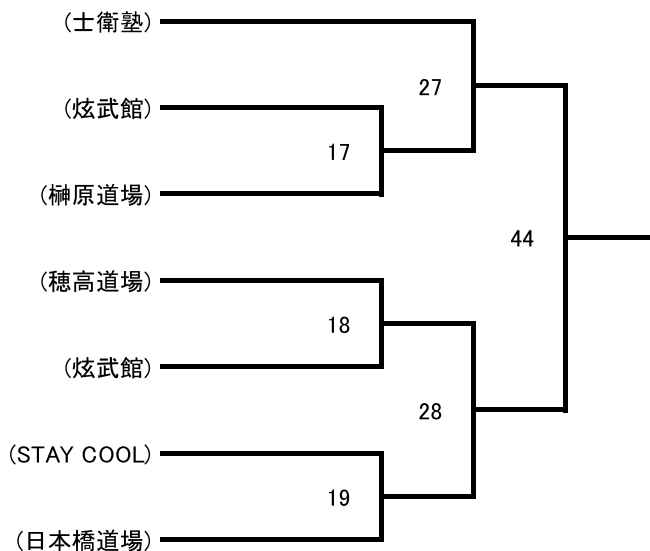 (士衛塾)
27
(炫武館)
17
(榊原道場)
44
(穂高道場)
18
(炫武館)
28
(STAY COOL)
19
(日本橋道場)